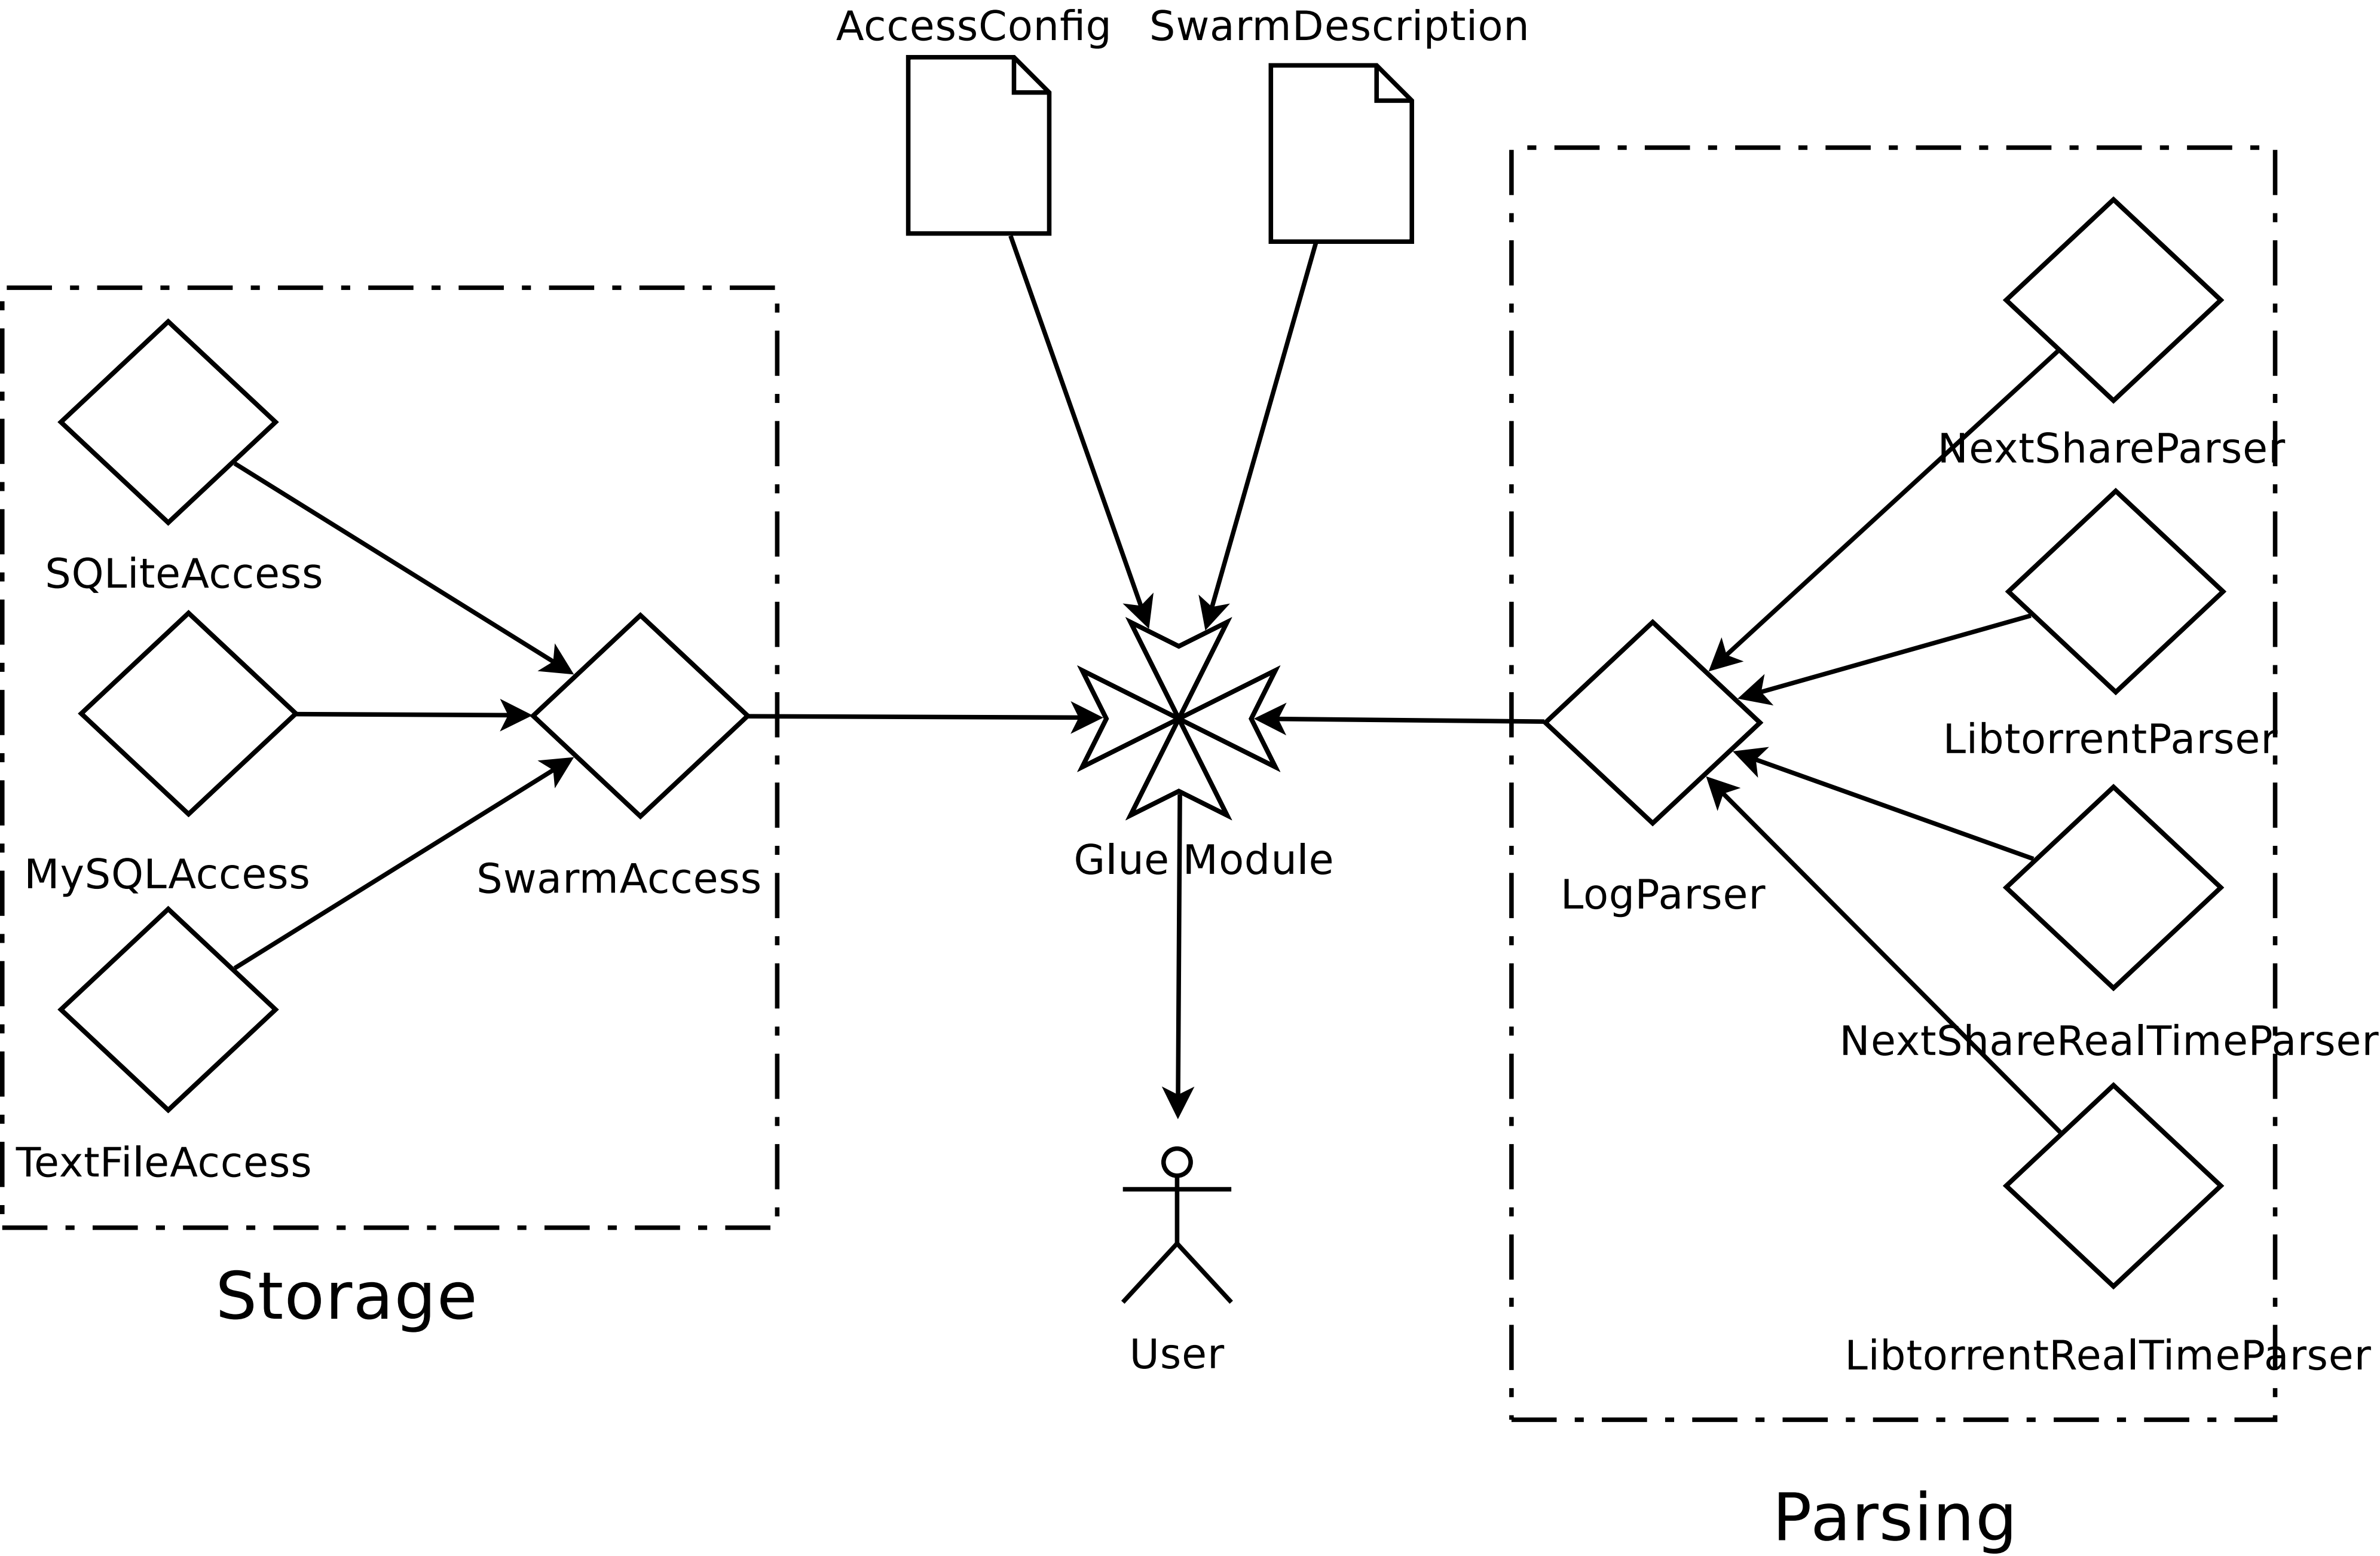 AccessConfig
SwarmDescription
NextShareParser
SQLiteAccess
LibtorrentParser
MySQLAccess
SwarmAccess
Glue Module
LogParser
NextShareRealTimeParser
TextFileAccess
Storage
User
LibtorrentRealTimeParser
Parsing